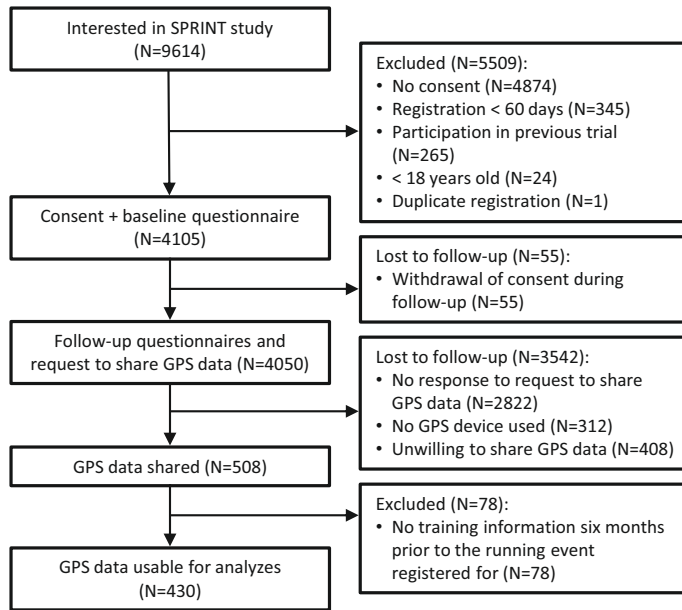 Interested in SPRINT study
(N=9614)
Excluded (N=5509):
• No consent (N=4874)
• Registration < 60 days (N=345)
• Participation in previous trial
(N=265)
• < 18 years old (N=24)
• Duplicate registration (N=1)
Consent + baseline questionnaire
(N=4105)
Lost to follow-up (N=55):
• Withdrawal of consent during
follow-up (N=55)
Follow-up questionnaires and
request to share GPS data (N=4050)
Lost to follow-up (N=3542):
• No response to request to share
GPS data (N=2822)
• No GPS device used (N=312)
• Unwilling to share GPS data (N=408)
GPS data shared (N=508)
Excluded (N=78):
• No training information six months
prior to the running event
registered for (N=78)
GPS data usable for analyzes
(N=430)